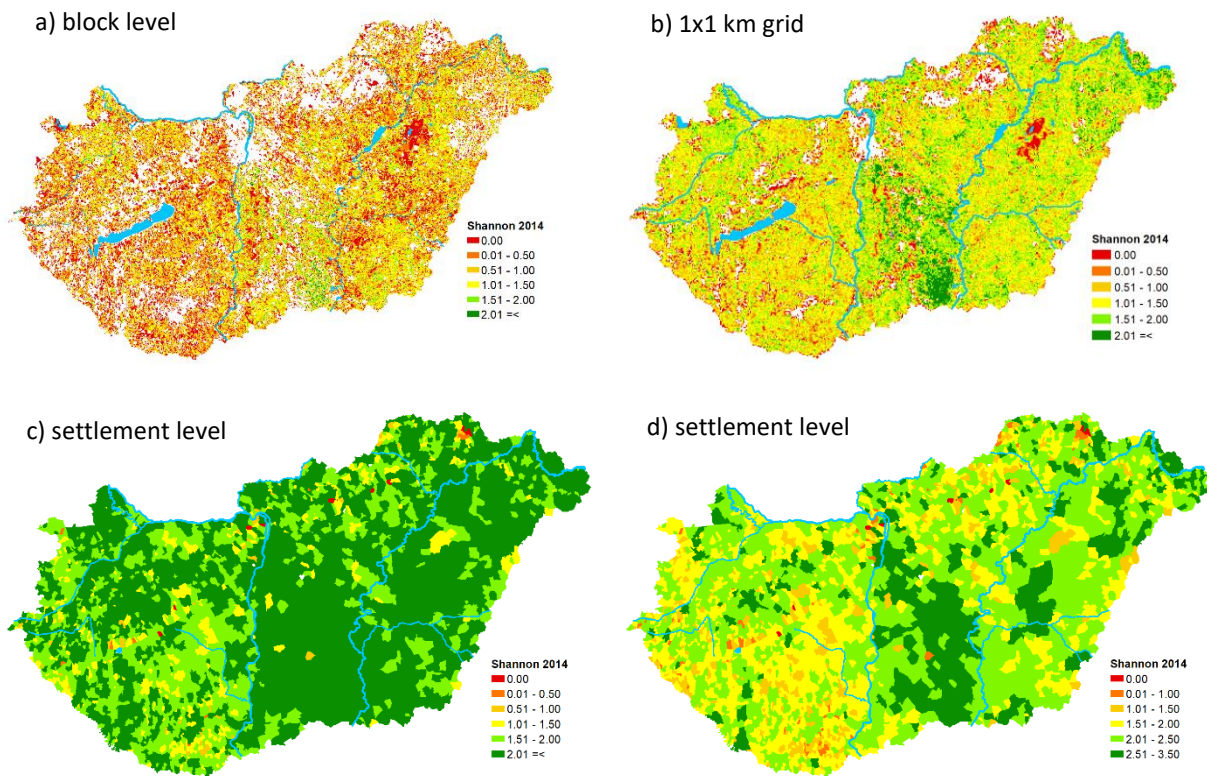 a) block level
Shannon 2014
0.00
0.01 - 0.50
0.51 - 1.00
1.01 - 1.50
1.51 - 2.00
2.01 =<
b) 1x1 km grid
Shannon 2014
0.00
0.01 - 0.50
0.51 - 1.00
1.01 - 1.50
1.51 - 2.00
2.01 =<
c) settlement level
Shannon 2014
0.00
0.01 - 0.50
0.51 - 1.00
1.01 - 1.50
1.51 - 2.00
2.01 =<
d) settlement level
Shannon 2014
0.00
0.01 - 1.00
1.01 - 1.50
1.51 - 2.00
2.01 - 2.50
2.51 - 3.50